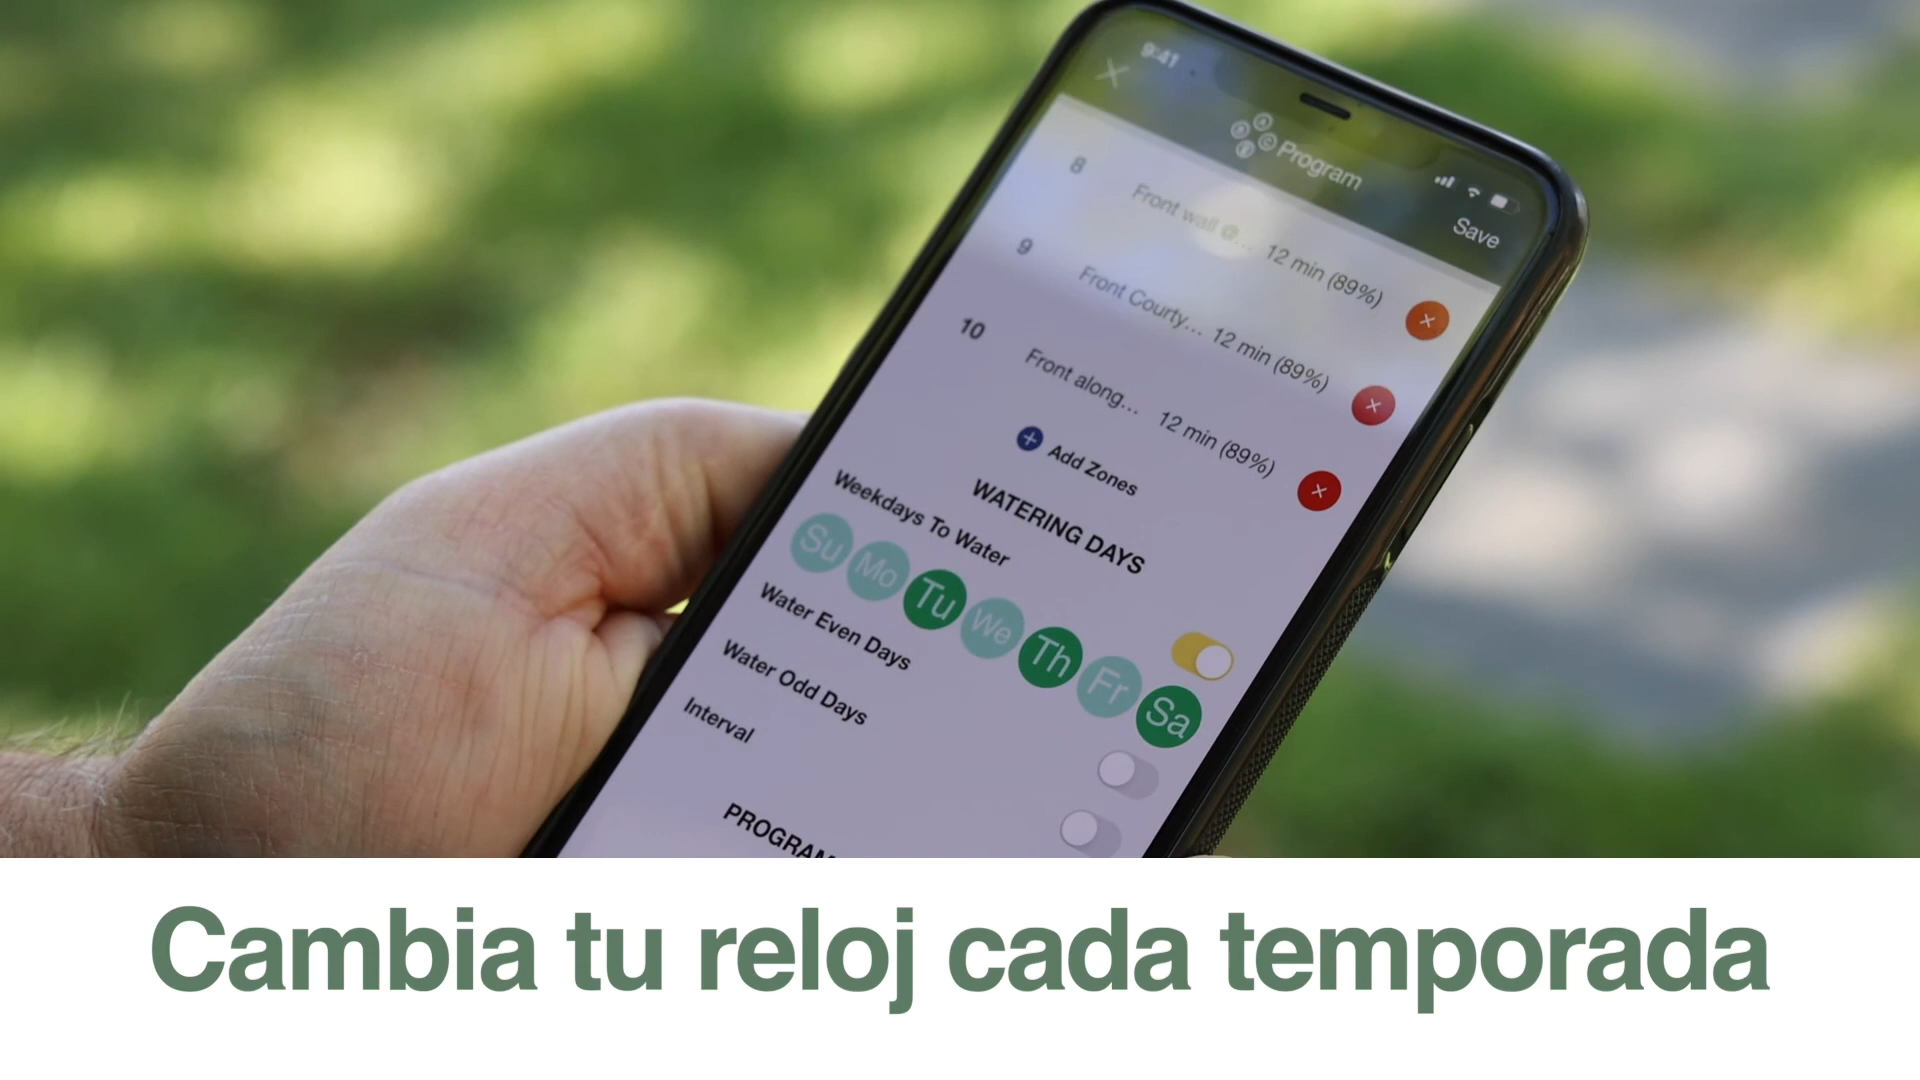 9:41
Program
Save
8 Front wall @... 12 min (89%)
9 Front Courty... 12 min (89%)
10 Front along... 12 min (89%)
Add Zones
WATERING DAYS
Weekdays To Water
Su Mo Tu We Th Fr Sa
Water Even Days
Water Odd Days
Interval
Cambia tu reloj cada temporada